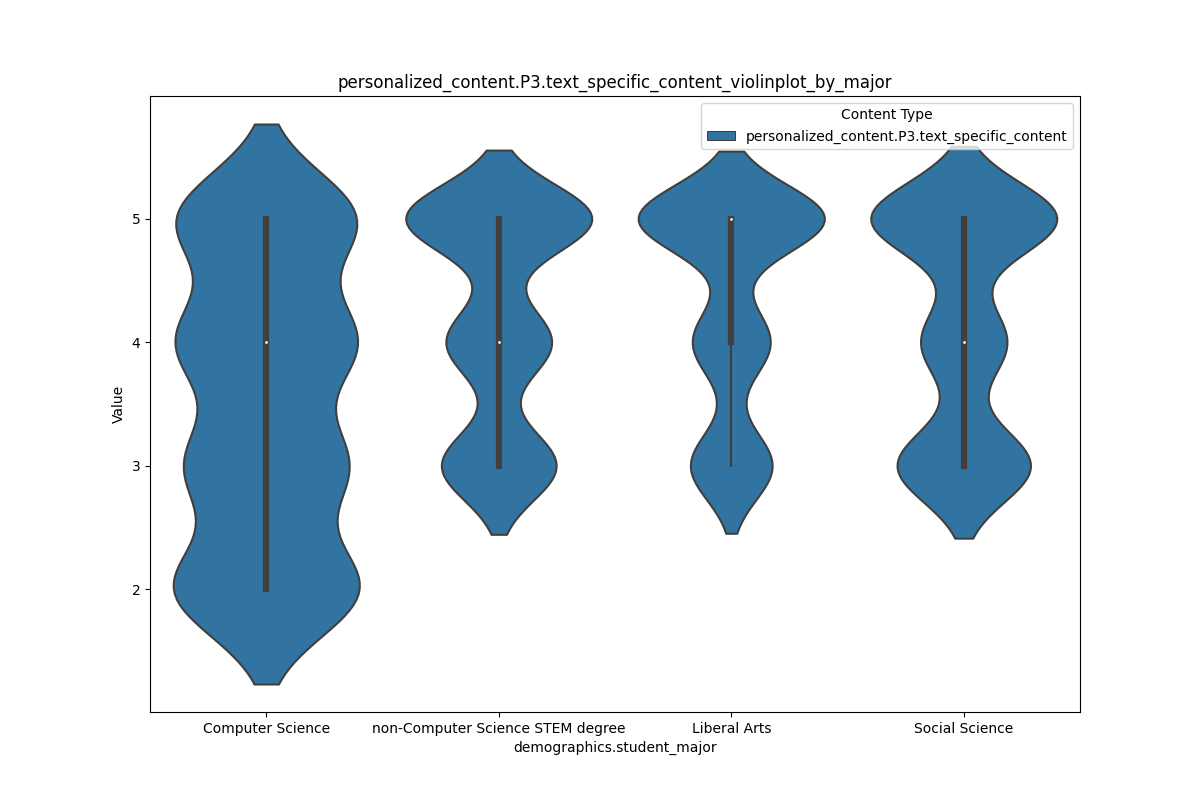 personalized_content.P3.text_specific_content_violinplot_by_major
Content Type
personalized_content.P3.text_specific_content
5
4
3
2
Value
Computer Science
non-Computer Science STEM degree
Liberal Arts
Social Science
demographics.student_major